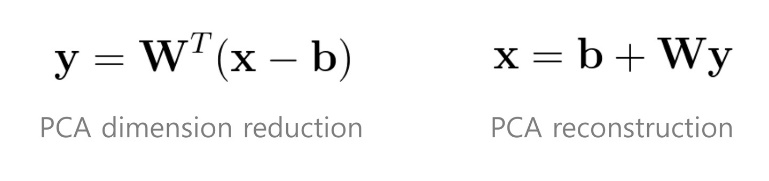 y = W^T(x − b)
x = b + Wy
PCA dimension reduction
PCA reconstruction